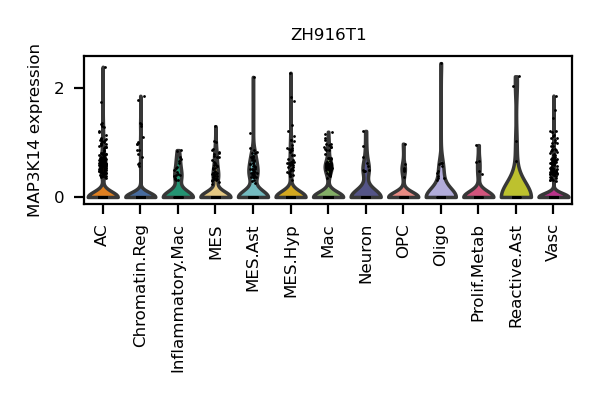 ZH916T1
MAP3K14 expression
2
0
AC
Chromatin.Reg
Inflammatory.Mac
MES
MES.Ast
MES.Hyp
Mac
Neuron
OPC
Oligo
Prolif.Metab
Reactive.Ast
Vasc